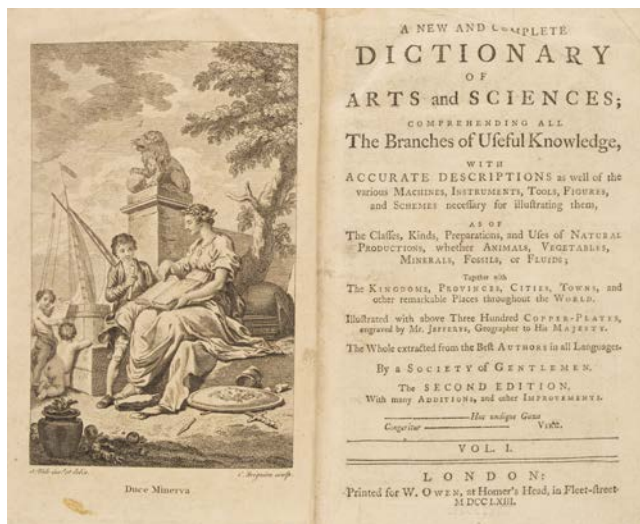 A NEW AND COMPLETE
DICTIONARY
OF
ARTS and SCIENCES;
COMPREHENDING ALL
The Branches of Useful Knowledge,
WITH
ACCURATE DESCRIPTIONS as well of the
various MACHINES, INSTRUMENTS, TOOLS, FIGURES,
and SCHEMES necessary for illustrating them,
AS OF
The Classes, Kinds, Preparations, and Uses of NATURAL
PRODUCTIONS, whether ANIMALS, VEGETABLES,
MINERALS, FOSSILS, or FLUIDS;
Together with
The KINGDOMS, PROVINCES, CITIES, TOWNS, and
other remarkable Places throughout the WORLD.
Illustrated with above Three Hundred COPPER-PLATES,
engraved by Mr. JEFFERYS, Geographer to His MAJESTY.
The Whole extracted from the Best AUTHORS in all Languages.
By a SOCIETY of GENTLEMEN.
The SECOND EDITION,
With many ADDITIONS, and other IMPROVEMENTS.
Huc undique Gaza
Congeritur VIRG.
VOL. I.
LONDON:
Printed for W. OWEN, at Homer's Head, in Fleet-street
M DCC LXIII.
Duce Minerva